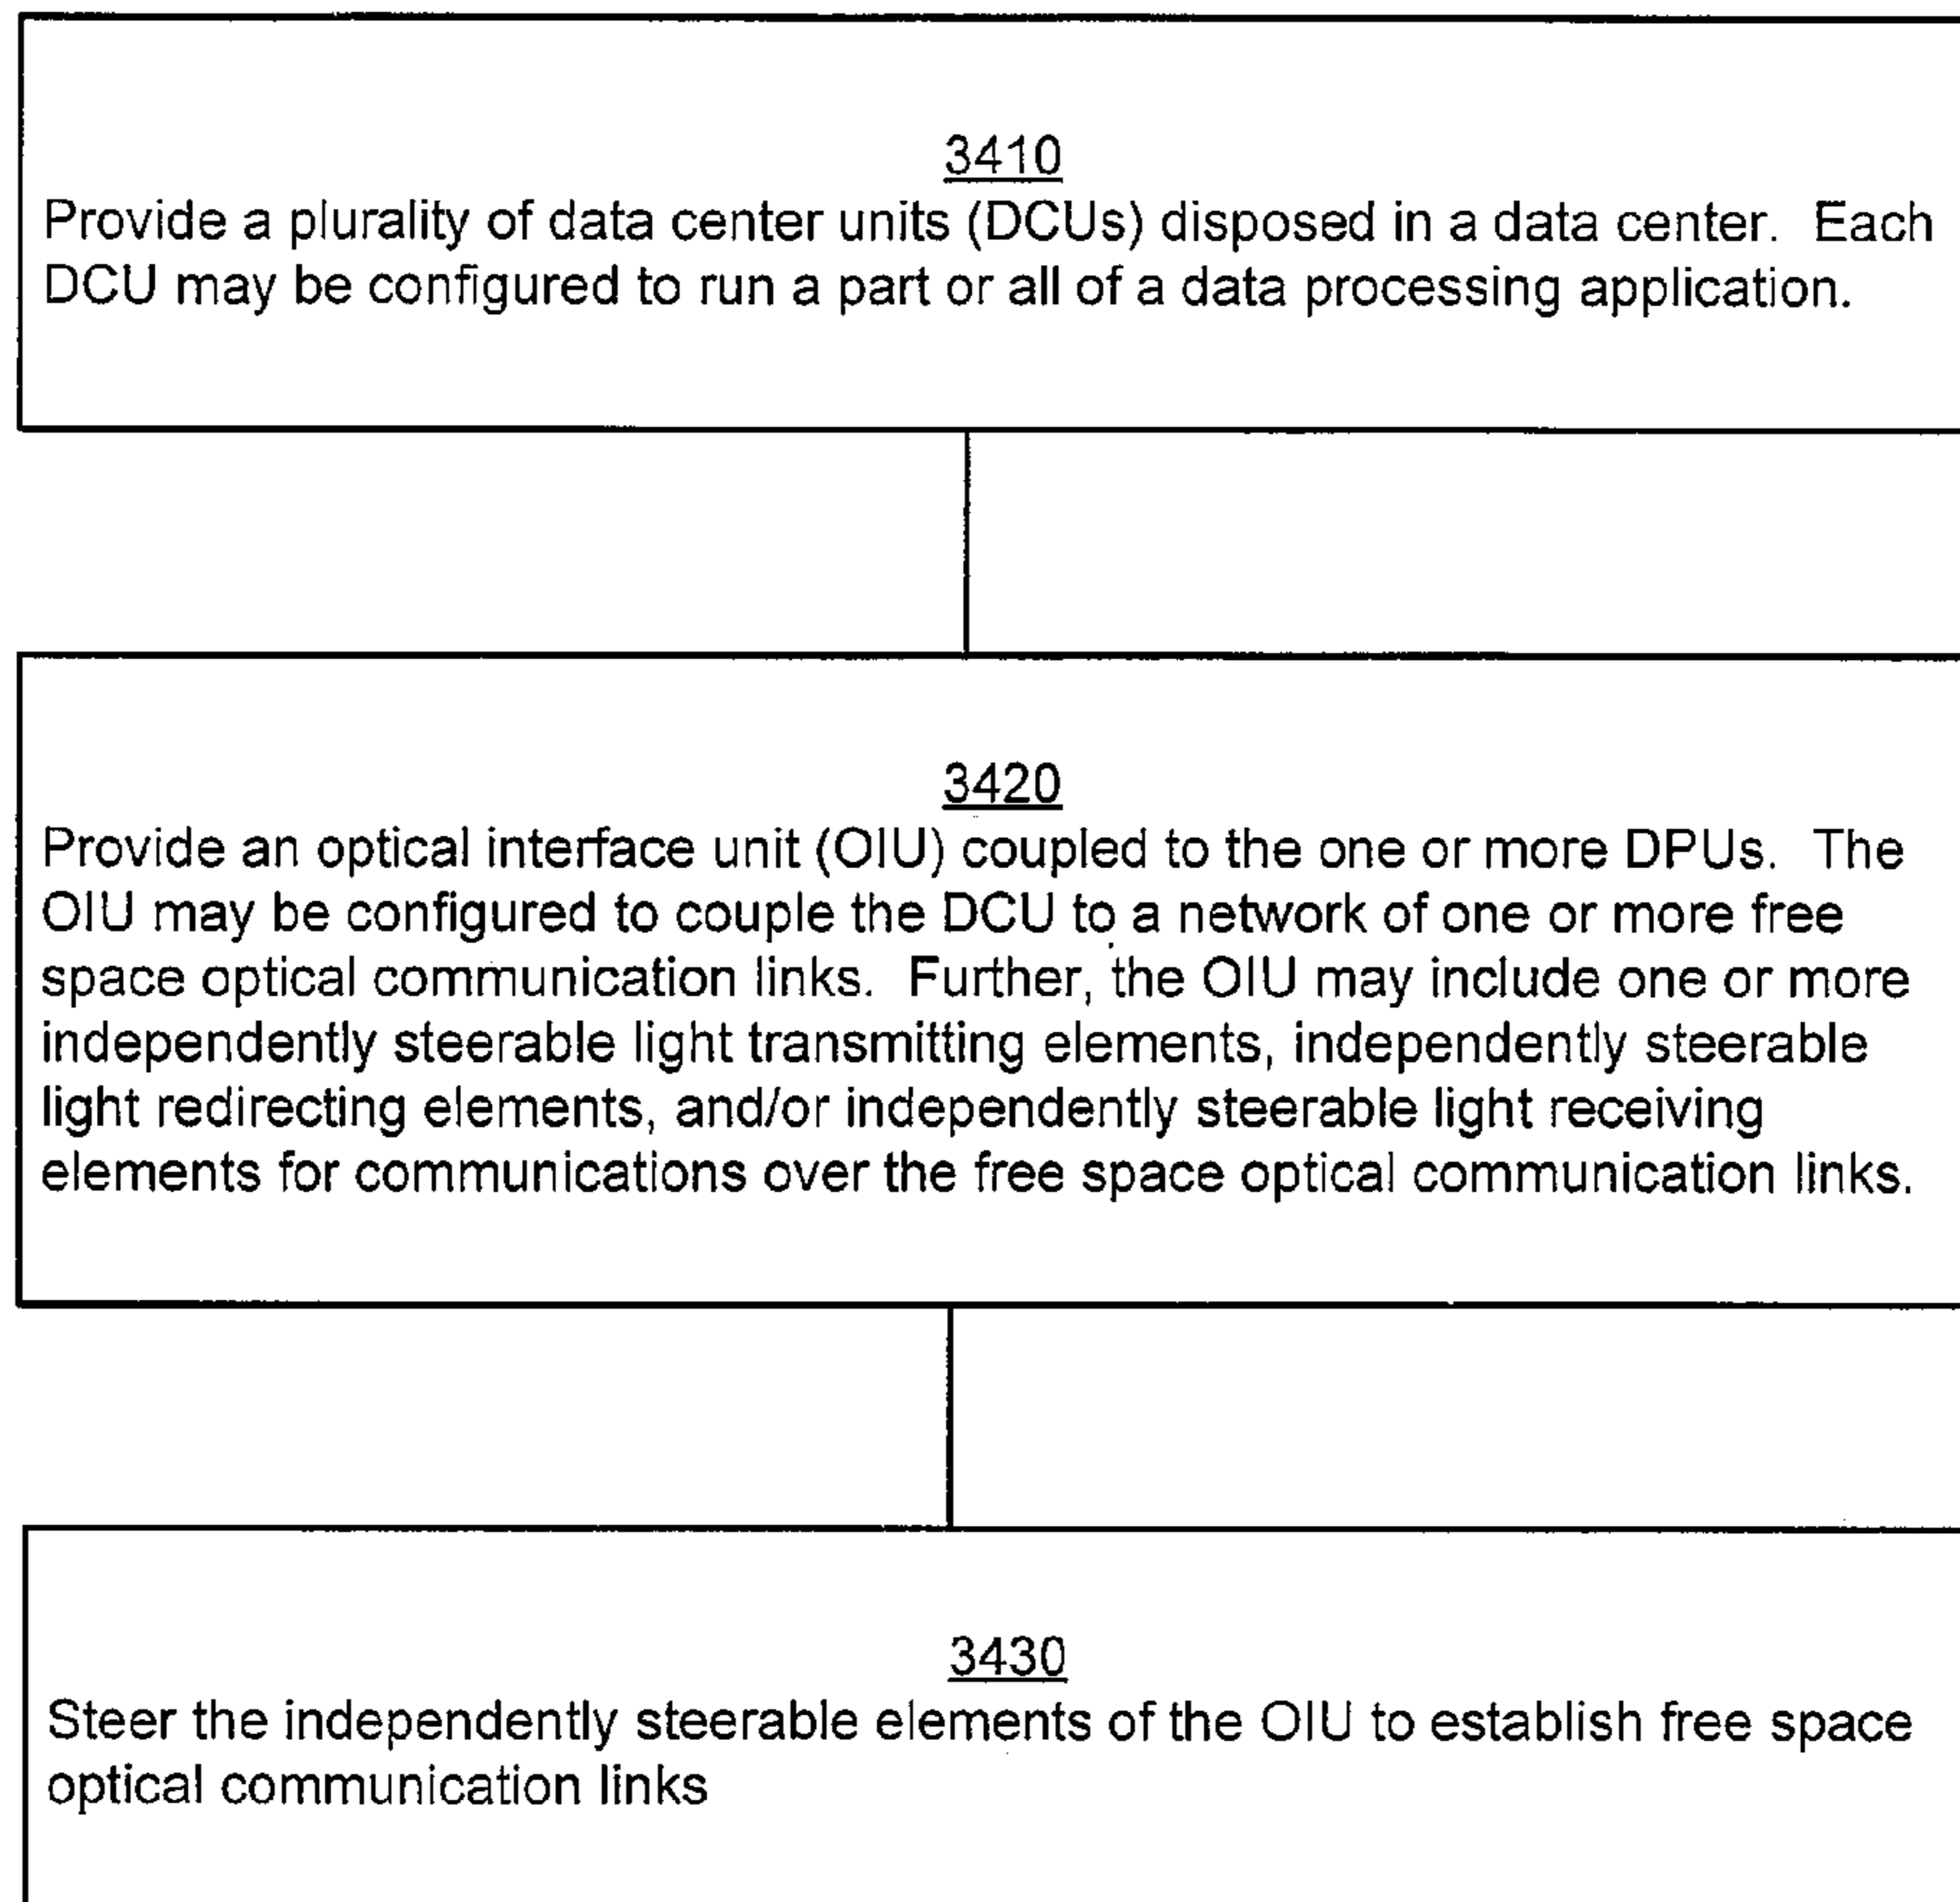 3410
Provide a plurality of data center units (DCUs) disposed in a data center. Each
DCU may be configured to run a part or all of a data processing application.
3420
Provide an optical interface unit (OIU) coupled to the one or more DPUs. The
OIU may be configured to couple the DCU to a network of one or more free
space optical communication links. Further, the OIU may include one or more
independently steerable light transmitting elements, independently steerable
light redirecting elements, and/or independently steerable light receiving
elements for communications over the free space optical communication links.
3430
Steer the independently steerable elements of the OIU to establish free space
optical communication links